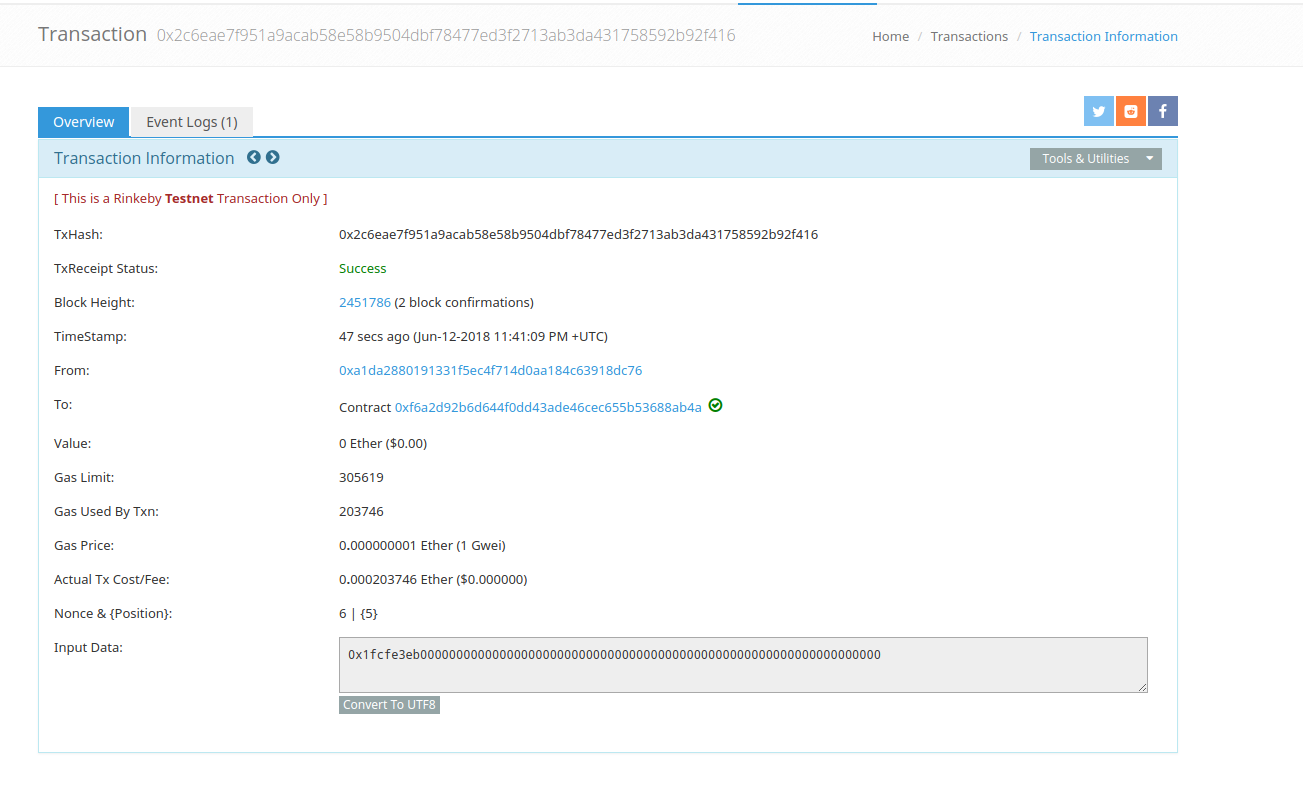 Transaction 0x2c6eae7f951a9acab58e58b9504dbf78477ed3f2713ab3da431758592b92f416
Home / Transactions / Transaction Information
Overview
Event Logs (1)
Transaction Information
Tools & Utilities
[ This is a Rinkeby Testnet Transaction Only ]
TxHash: 0x2c6eae7f951a9acab58e58b9504dbf78477ed3f2713ab3da431758592b92f416
TxReceipt Status: Success
Block Height: 2451786 (2 block confirmations)
TimeStamp: 47 secs ago (Jun-12-2018 11:41:09 PM +UTC)
From: 0xa1da2880191331f5ec4f714d0aa184c63918dc76
To: Contract 0xf6a2d92b6d644f0dd43ade46cec655b53688ab4a
Value: 0 Ether ($0.00)
Gas Limit: 305619
Gas Used By Txn: 203746
Gas Price: 0.000000001 Ether (1 Gwei)
Actual Tx Cost/Fee: 0.000203746 Ether ($0.000000)
Nonce & {Position}: 6 | {5}
Input Data: 0x1fcfe3eb0000000000000000000000000000000000000000000000000000000000000000
Convert To UTF8